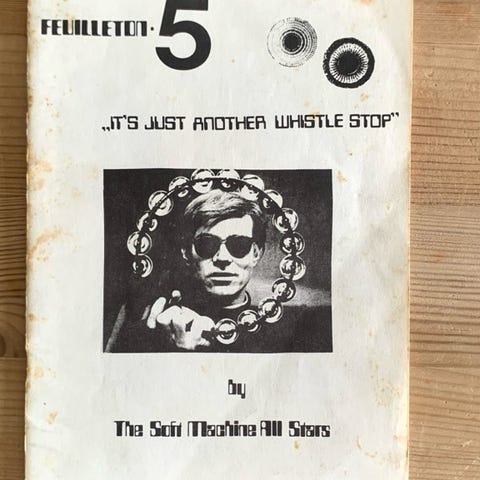 FEUILLETON · 5
„IT'S JUST ANOTHER WHISTLE STOP"
by
The Soft Machine All Stars